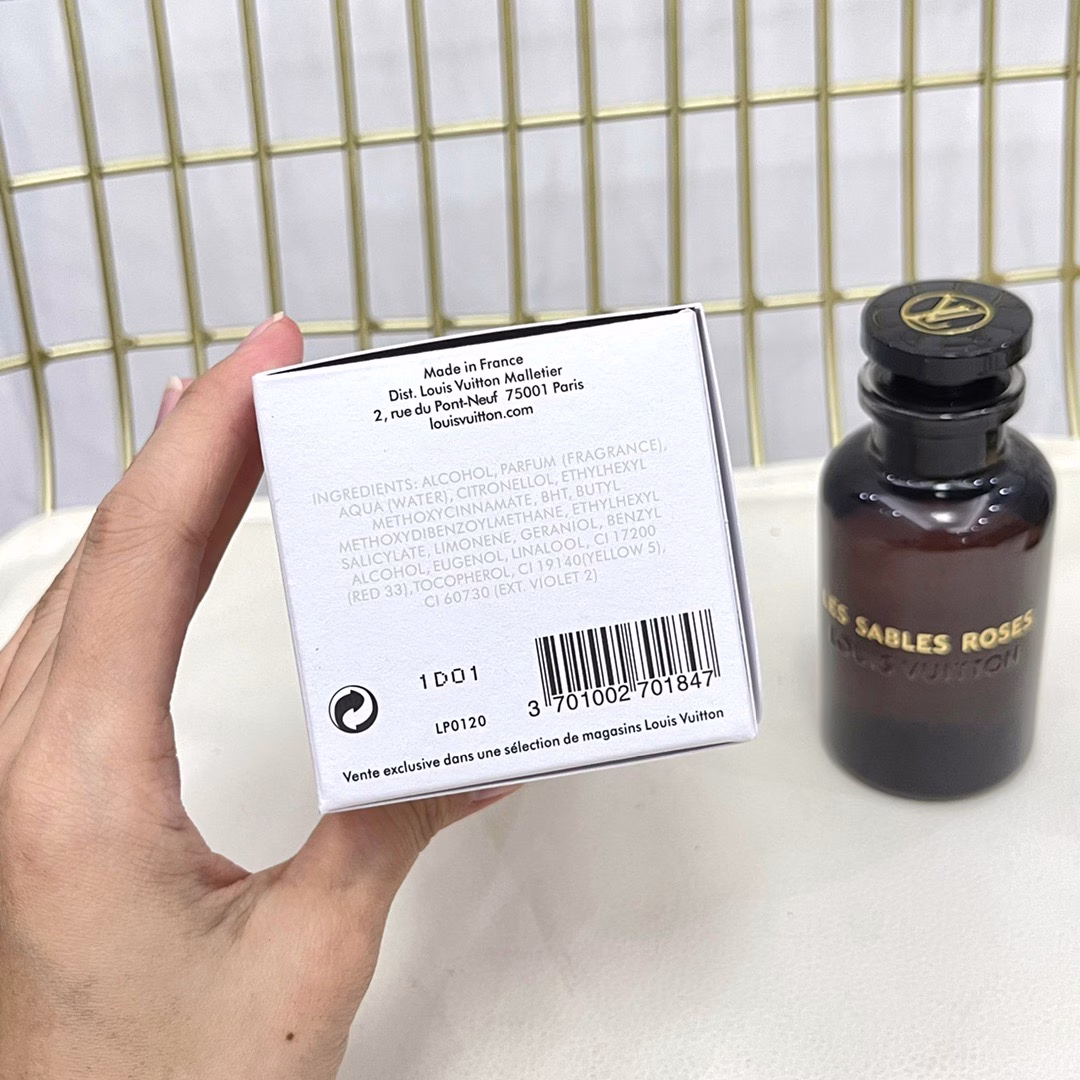 Made in France
Dist. Louis Vuitton Malletier
2, rue du Pont-Neuf 75001 Paris
louisvuitton.com
INGREDIENTS: ALCOHOL, PARFUM (FRAGRANCE),
AQUA (WATER), CITRONELLOL, ETHYLHEXYL
METHOXYCINNAMATE, BHT, BUTYL
METHOXYDIBENZOYLMETHANE, ETHYLHEXYL
SALICYLATE, LIMONENE, GERANIOL, BENZYL
ALCOHOL, EUGENOL, LINALOOL, CI 17200
(RED 33), TOCOPHEROL, CI 19140(YELLOW 5),
CI 60730 (EXT. VIOLET 2)
1D01
LP0120
3 701002 701847
Vente exclusive dans une sélection de magasins Louis Vuitton
LV
LES SABLES ROSES
LOUIS VUITTON